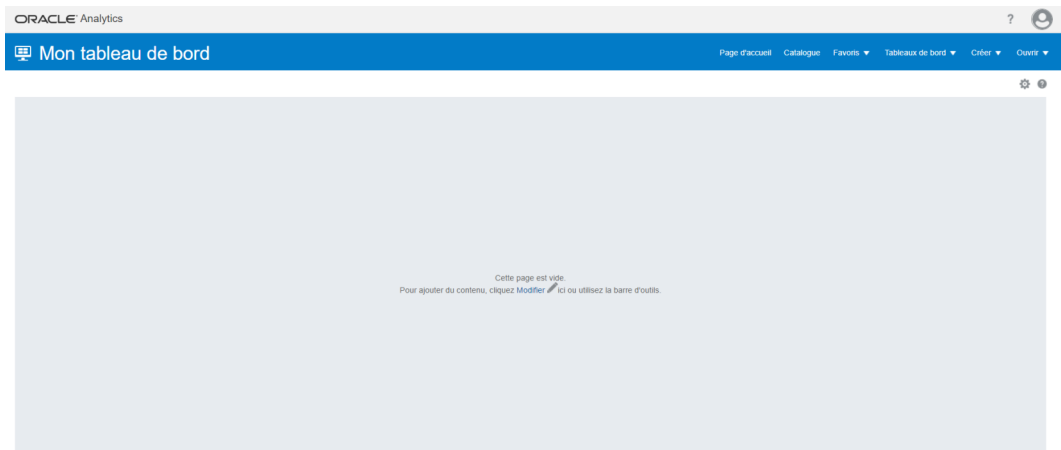 ORACLE Analytics ?
Mon tableau de bord Page d'accueil Catalogue Favoris Tableaux de bord Créer Ouvrir
?
Cette page est vide.
Pour ajouter du contenu, cliquez Modifier ici ou utilisez la barre d'outils.